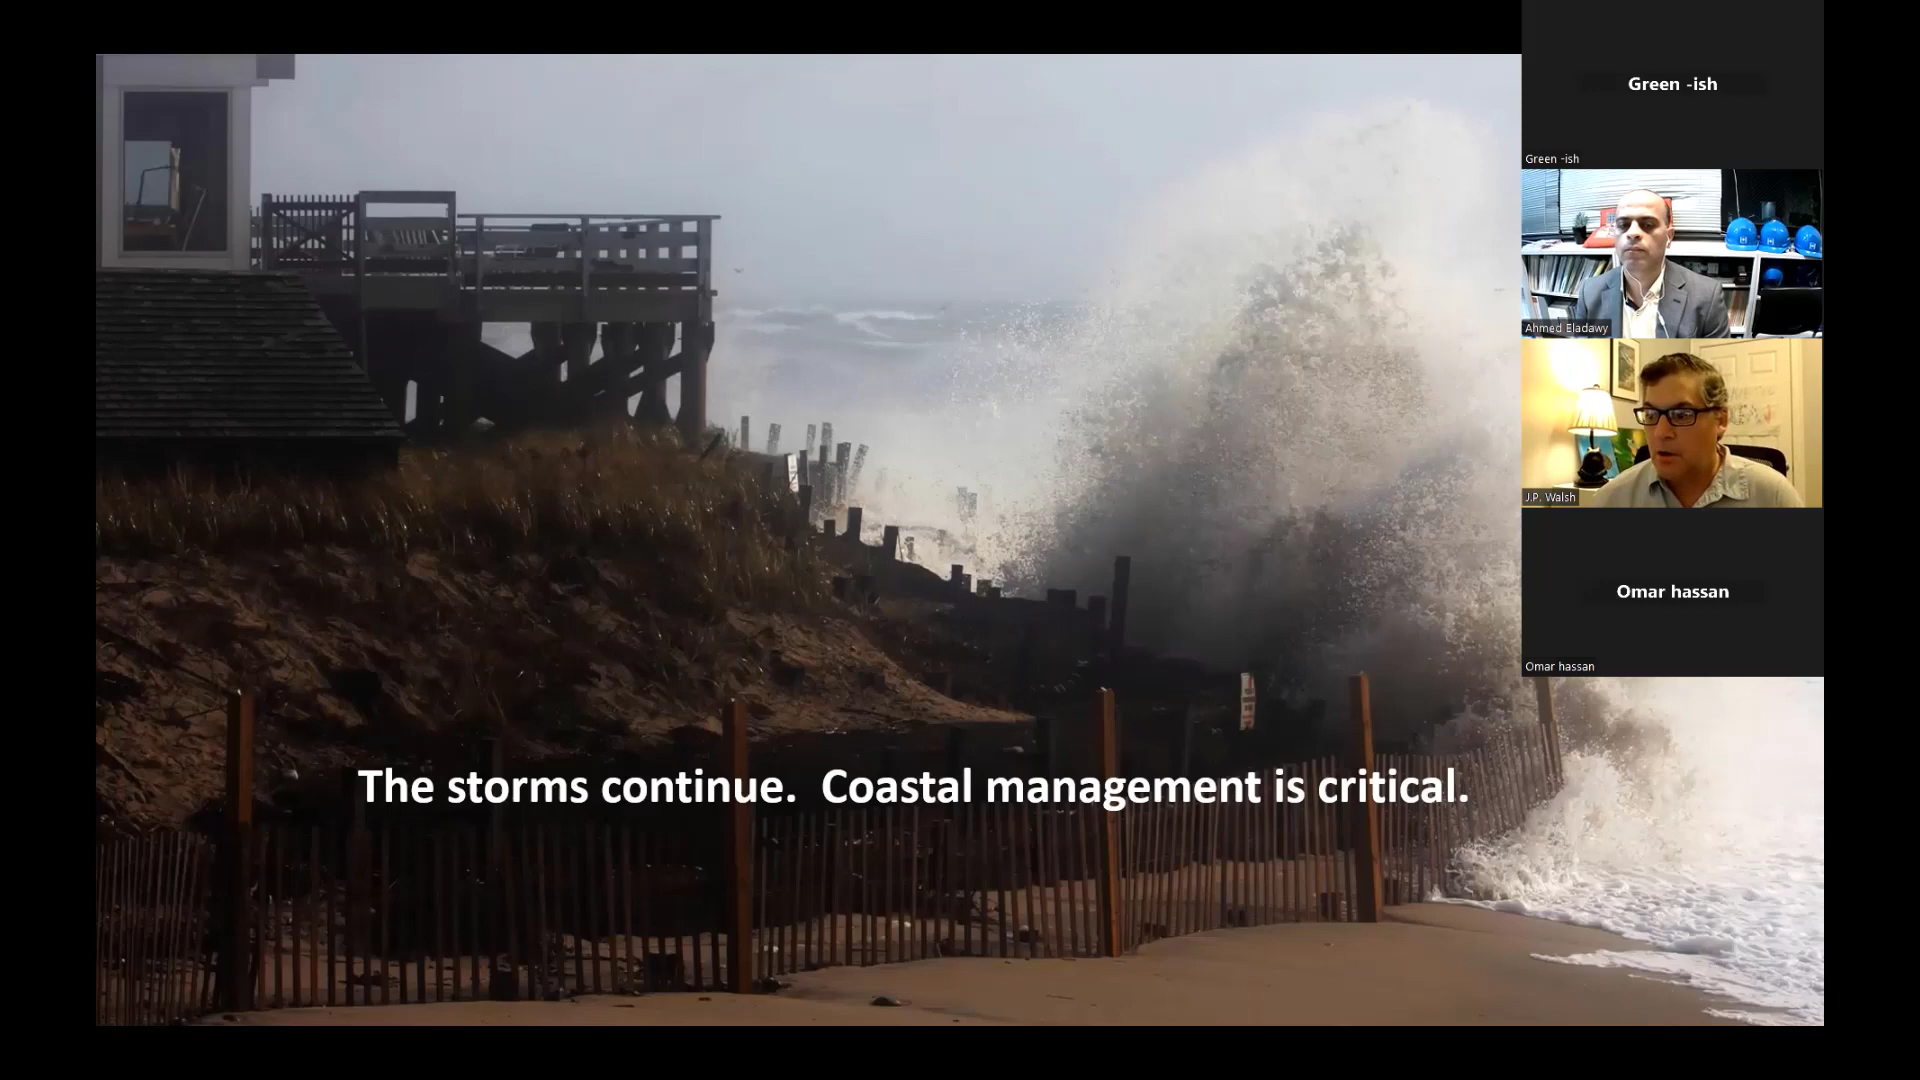 Green -ish
Green -ish
Ahmed Eladawy
J.P. Walsh
Omar hassan
Omar hassan
The storms continue.  Coastal management is critical.